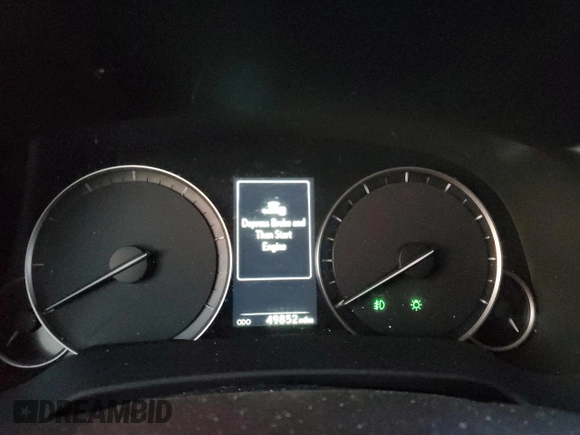 Depress Brake and
Then Start
Engine
ODO 49852 miles
DREAMBID